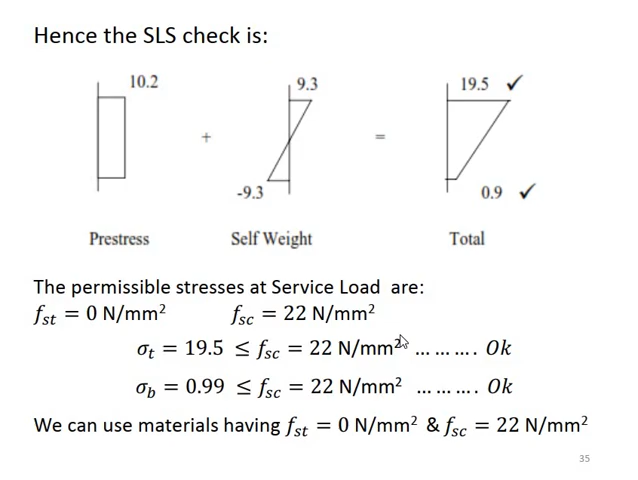 Hence the SLS check is:
10.2
9.3
19.5 ✓
+
=
-9.3
0.9 ✓
Prestress
Self Weight
Total
The permissible stresses at Service Load are:
fst = 0 N/mm² fsc = 22 N/mm²
σt = 19.5 ≤ fsc = 22 N/mm² ... ... ... . Ok
σb = 0.99 ≤ fsc = 22 N/mm² ... ... ... . Ok
We can use materials having fst = 0 N/mm² & fsc = 22 N/mm²
35